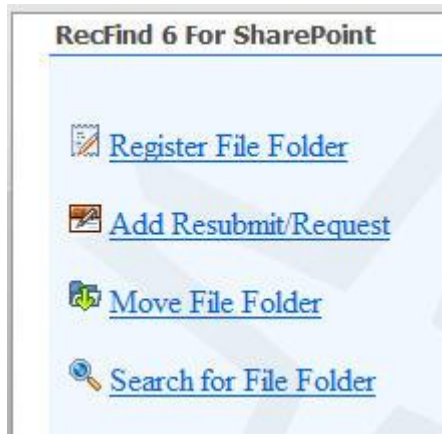 RecFind 6 For SharePoint
Register File Folder
Add Resubmit/Request
Move File Folder
Search for File Folder